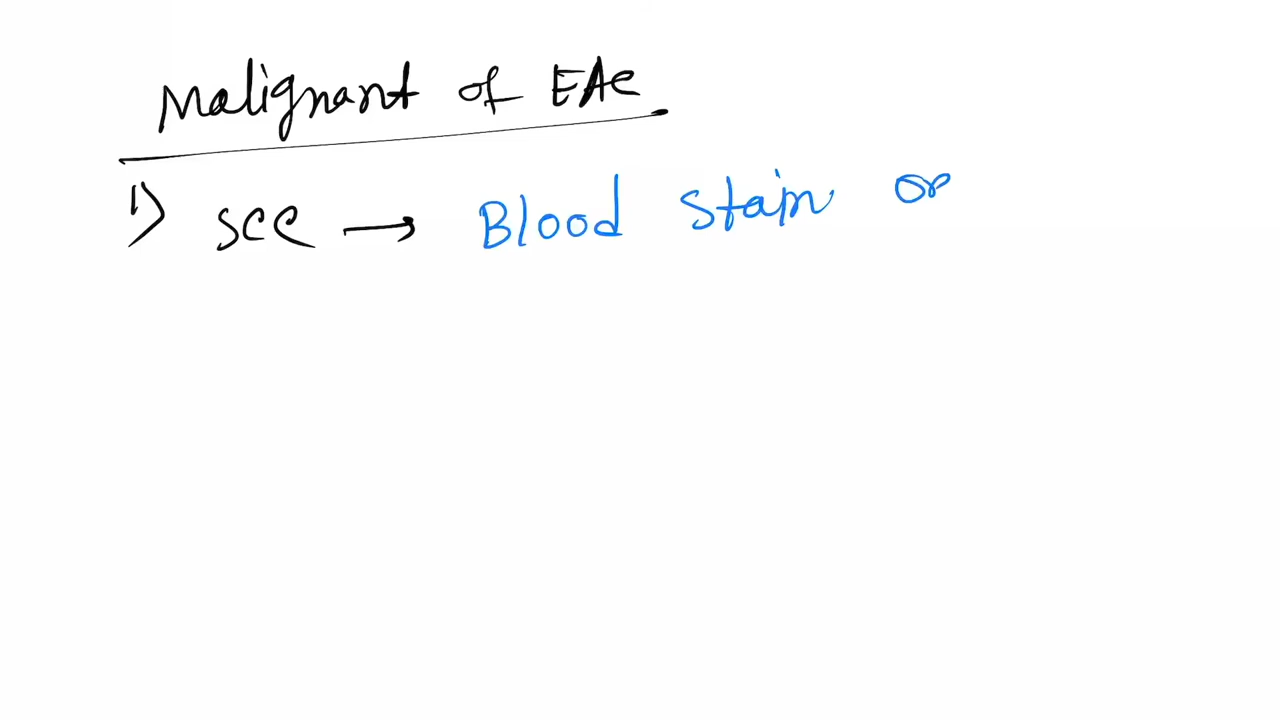 Malignant of EAC
1) SCC → Blood stain or